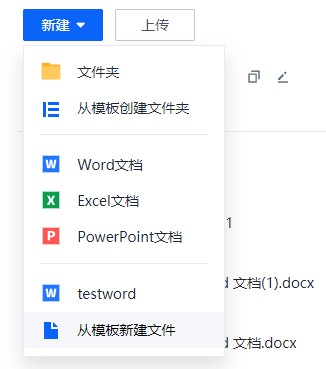 新建 上传
文件夹
从模板创建文件夹
Word文档
1
Excel文档
PowerPoint文档
文档(1).docx
testword
从模板新建文件
文档.docx